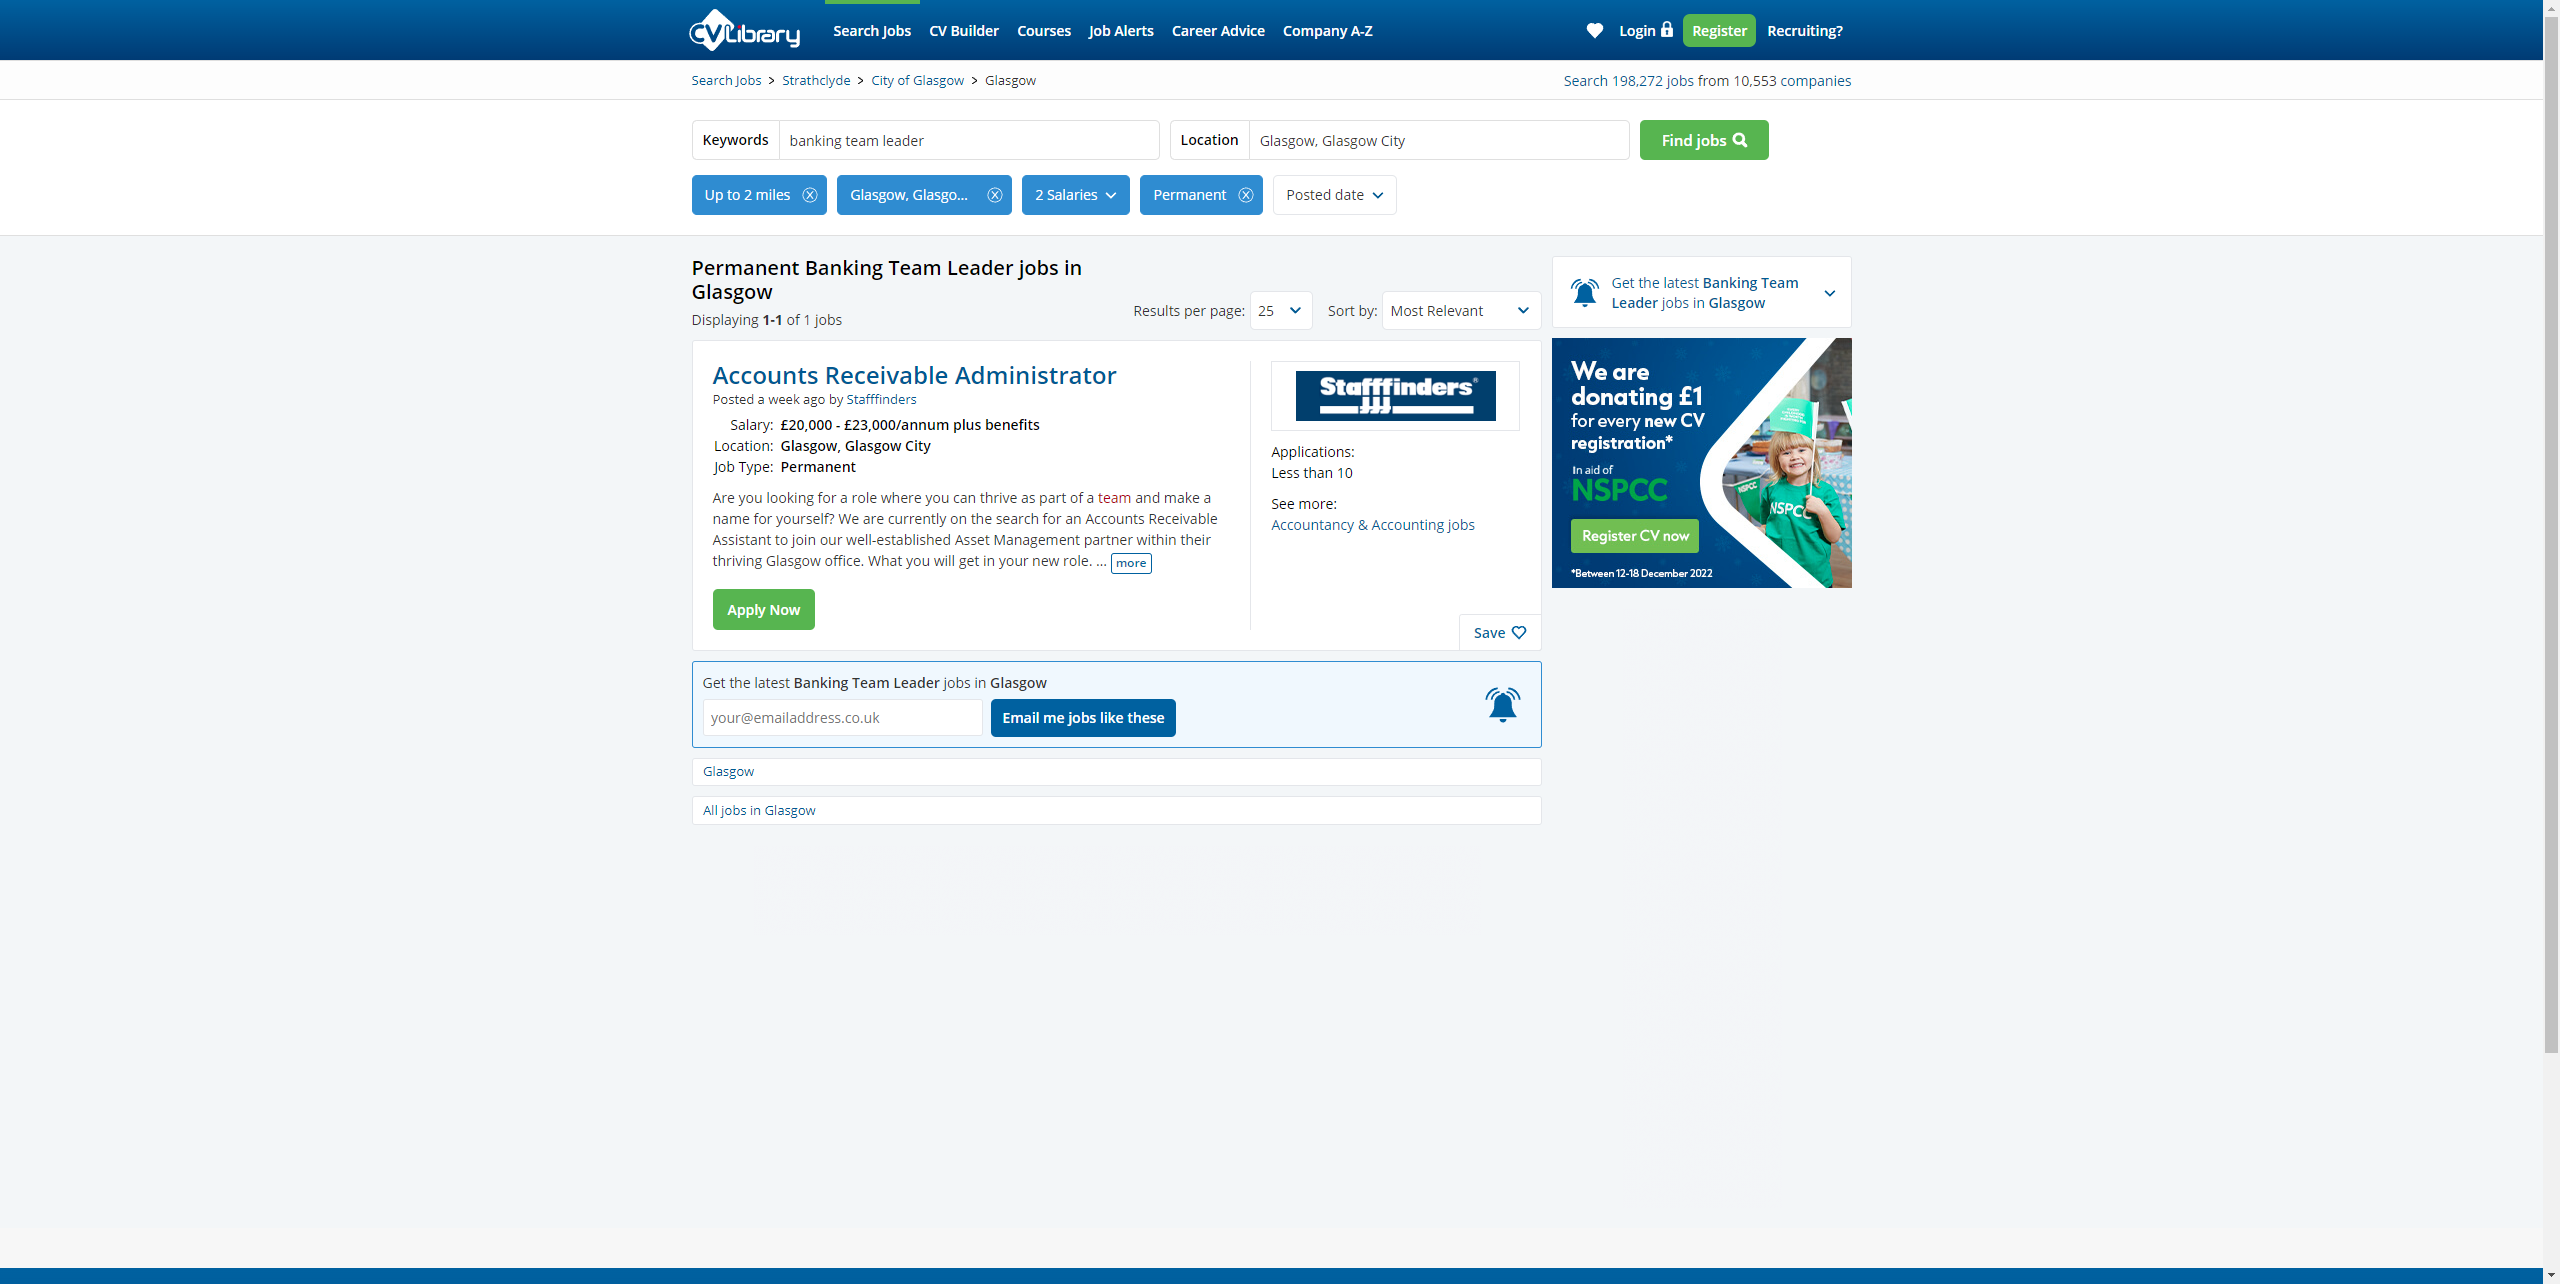 CVLibrary
Search Jobs
CV Builder
Courses
Job Alerts
Career Advice
Company A-Z
Login
Register
Recruiting?
Search Jobs > Strathclyde > City of Glasgow > Glasgow
Search 198,272 jobs from 10,553 companies
Keywords
banking team leader
Location
Glasgow, Glasgow City
Find jobs
Up to 2 miles
Glasgow, Glasgo...
2 Salaries
Permanent
Posted date
Permanent Banking Team Leader jobs in
Glasgow
Displaying 1-1 of 1 jobs
Results per page:
25
Sort by:
Most Relevant
Accounts Receivable Administrator
Posted a week ago by Stafffinders
Salary: £20,000 - £23,000/annum plus benefits
Location: Glasgow, Glasgow City
Job Type: Permanent
Are you looking for a role where you can thrive as part of a team and make a
name for yourself? We are currently on the search for an Accounts Receivable
Assistant to join our well-established Asset Management partner within their
thriving Glasgow office. What you will get in your new role. ... more
Apply Now
Stafffinders®
Applications:
Less than 10
See more:
Accountancy & Accounting jobs
Save
Get the latest Banking Team Leader jobs in Glasgow
your@emailaddress.co.uk
Email me jobs like these
Glasgow
All jobs in Glasgow
Get the latest Banking Team
Leader jobs in Glasgow
We are
donating £1
for every new CV
registration*
In aid of
NSPCC
Register CV now
*Between 12-18 December 2022
NSPCC
NSPCC